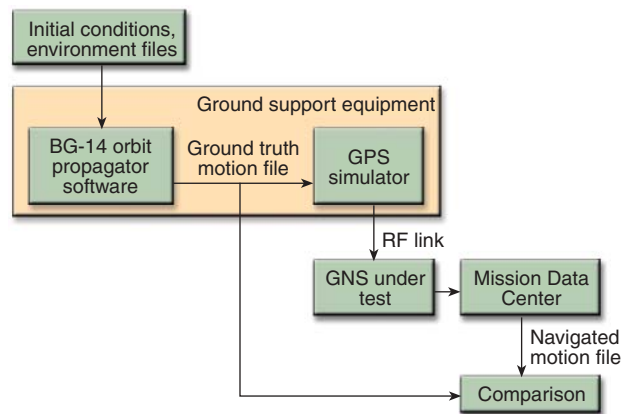 Initial conditions,
environment files
Ground support equipment
BG-14 orbit
propagator
software
Ground truth
motion file
GPS
simulator
RF link
GNS under
test
Mission Data
Center
Navigated
motion file
Comparison